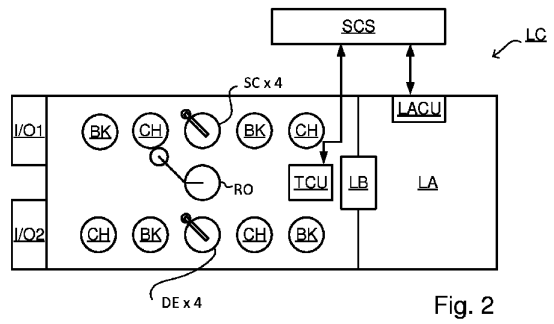 SCS
LC
SC x 4
LACU
I/O1
BK
CH
BK
CH
RO
TCU
LB
LA
I/O2
CH
BK
CH
BK
DE x 4
Fig. 2